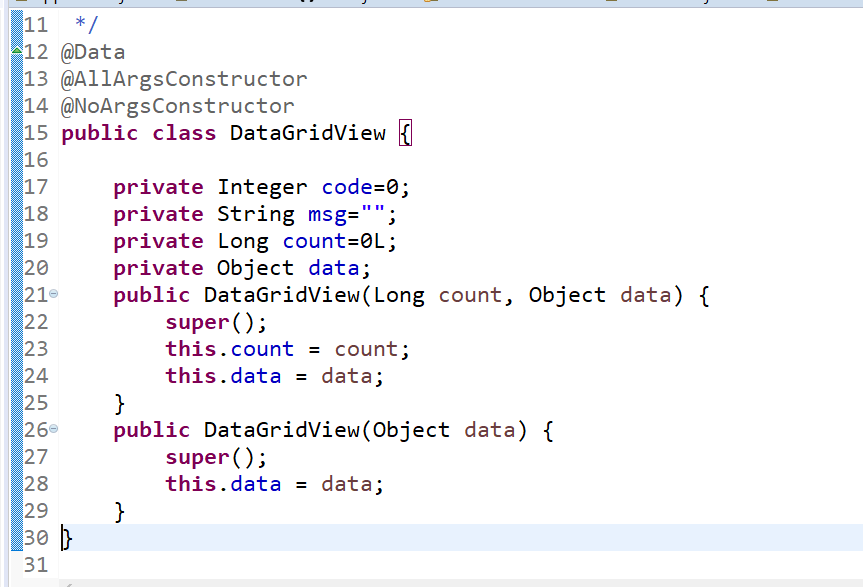 11  */
12 @Data
13 @AllArgsConstructor
14 @NoArgsConstructor
15 public class DataGridView {
16
17     private Integer code=0;
18     private String msg="";
19     private Long count=0L;
20     private Object data;
21     public DataGridView(Long count, Object data) {
22         super();
23         this.count = count;
24         this.data = data;
25     }
26     public DataGridView(Object data) {
27         super();
28         this.data = data;
29     }
30 }
31